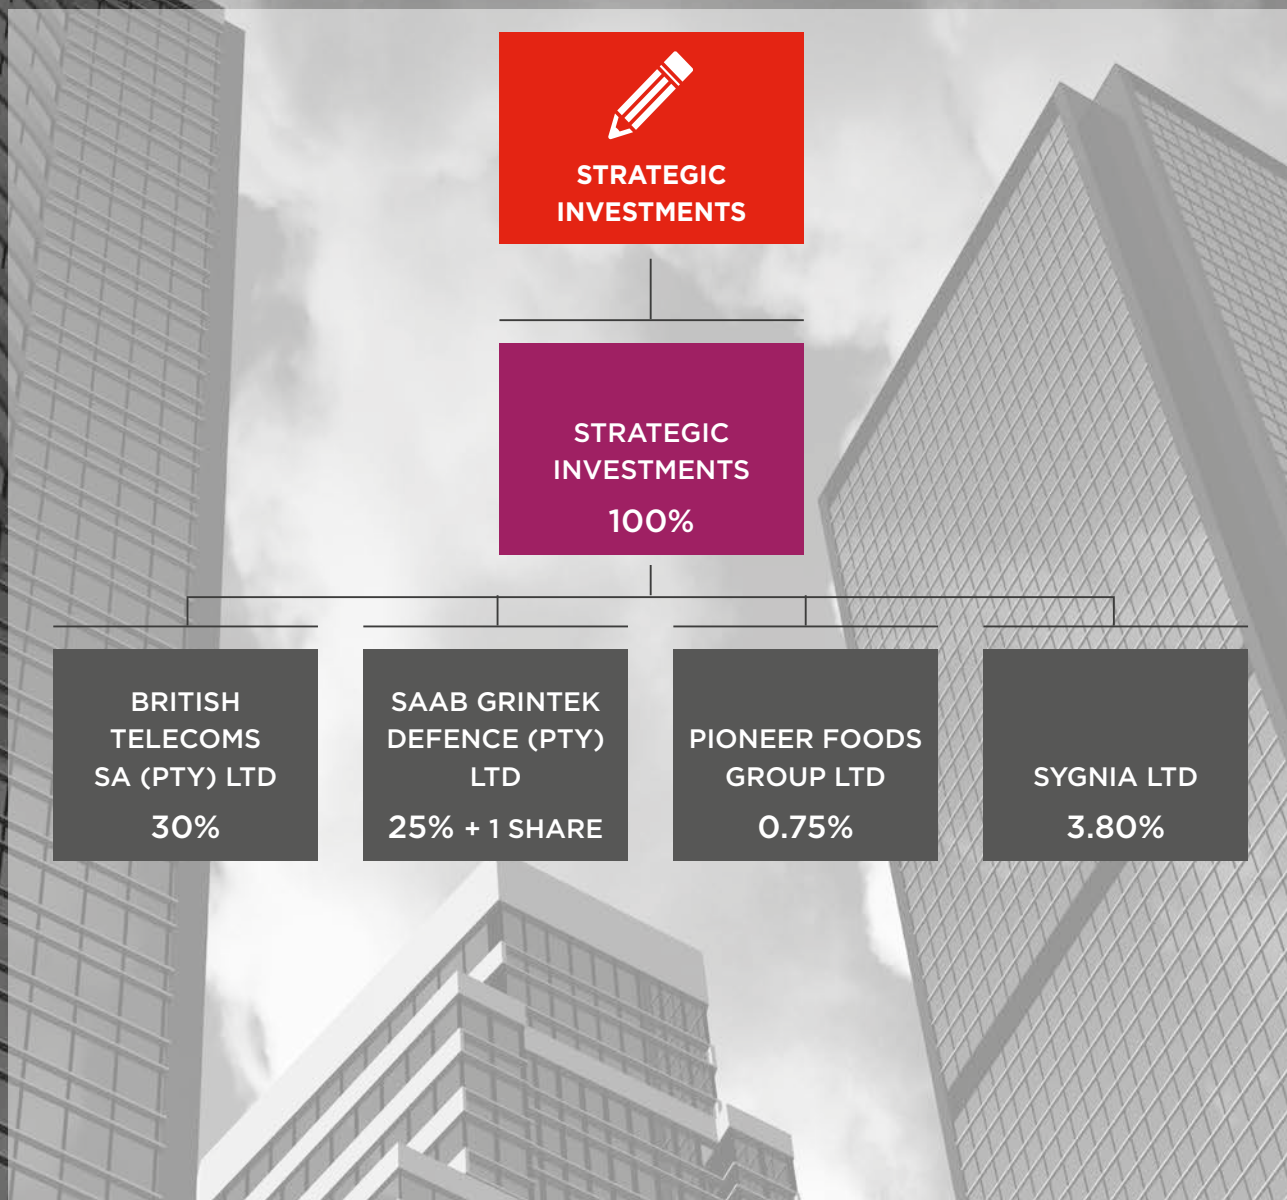 STRATEGIC
INVESTMENTS
STRATEGIC
INVESTMENTS
100%
BRITISH
TELECOMS
SA (PTY) LTD
30%
SAAB GRINTEK
DEFENCE (PTY)
LTD
25% + 1 SHARE
PIONEER FOODS
GROUP LTD
0.75%
SYGNIA LTD
3.80%